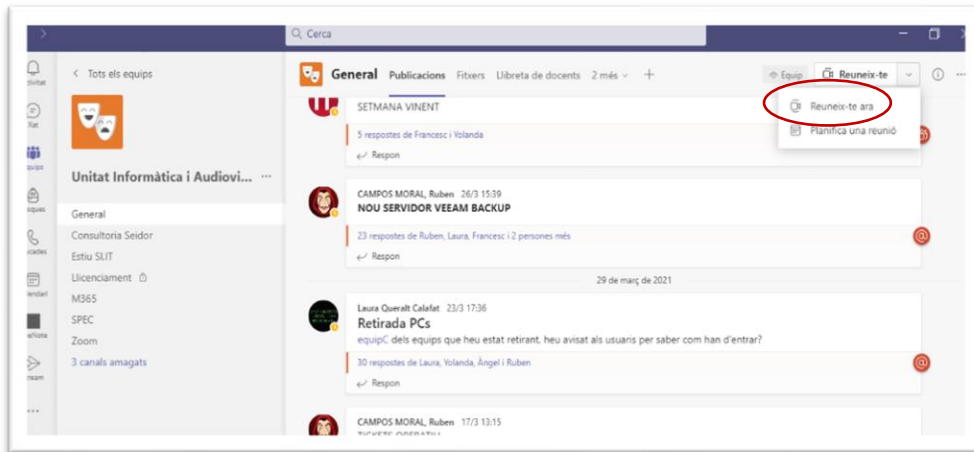 Cerca
Tots els equips
Unitat Informàtica i Audiovi... ...
General
Consultoria Seidor
Estiu SLIT
Llicenciament
M365
SPEC
Zoom
3 canals amagats
General Publicacions Fitxers Llibreta de docents 2 més +
Equip Reuneix-te
Reuneix-te ara
Planifica una reunió
SETMANA VINENT
5 respostes de Francesc i Yolanda
Respon
CAMPOS MORAL, Ruben 26/3 15:39
NOU SERVIDOR VEEAM BACKUP
23 respostes de Ruben, Laura, Francesc i 2 persones més
Respon
29 de març de 2021
Laura Queralt Calafat 23/3 17:36
Retirada PCs
equipC dels equips que heu estat retirant, heu avisat als usuaris per saber com han d'entrar?
30 respostes de Laura, Yolanda, Àngel i Ruben
Respon
CAMPOS MORAL, Ruben 17/3 13:15